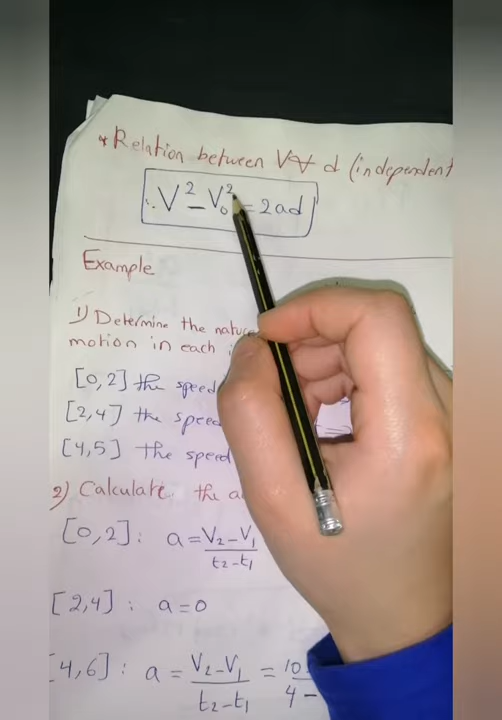 * Relation between V & d (independent
∴ V² - V₀² = 2ad
Example
1) Determine the nature
motion in each
[0,2] the speed
[2,4] the speed
[4,5] the speed
2) Calculate the a
[0,2] : a = V₂-V₁ / t₂-t₁
[2,4] : a = 0
[4,6] : a = V₂-V₁ / t₂-t₁ = 10 / 4 -